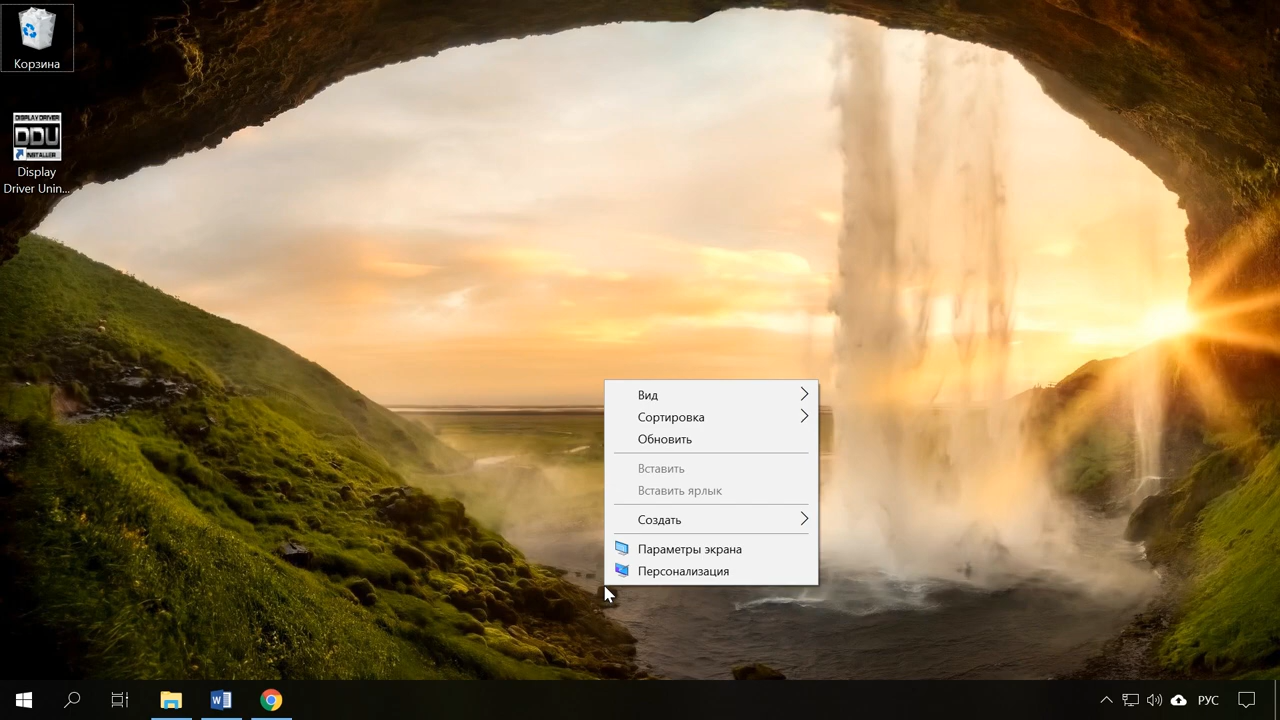 Корзина
DISPLAY DRIVER
DDU
INSTALLER
Display
Driver Unin...
Вид
Сортировка
Обновить
Вставить
Вставить ярлык
Создать
Параметры экрана
Персонализация
W
РУС